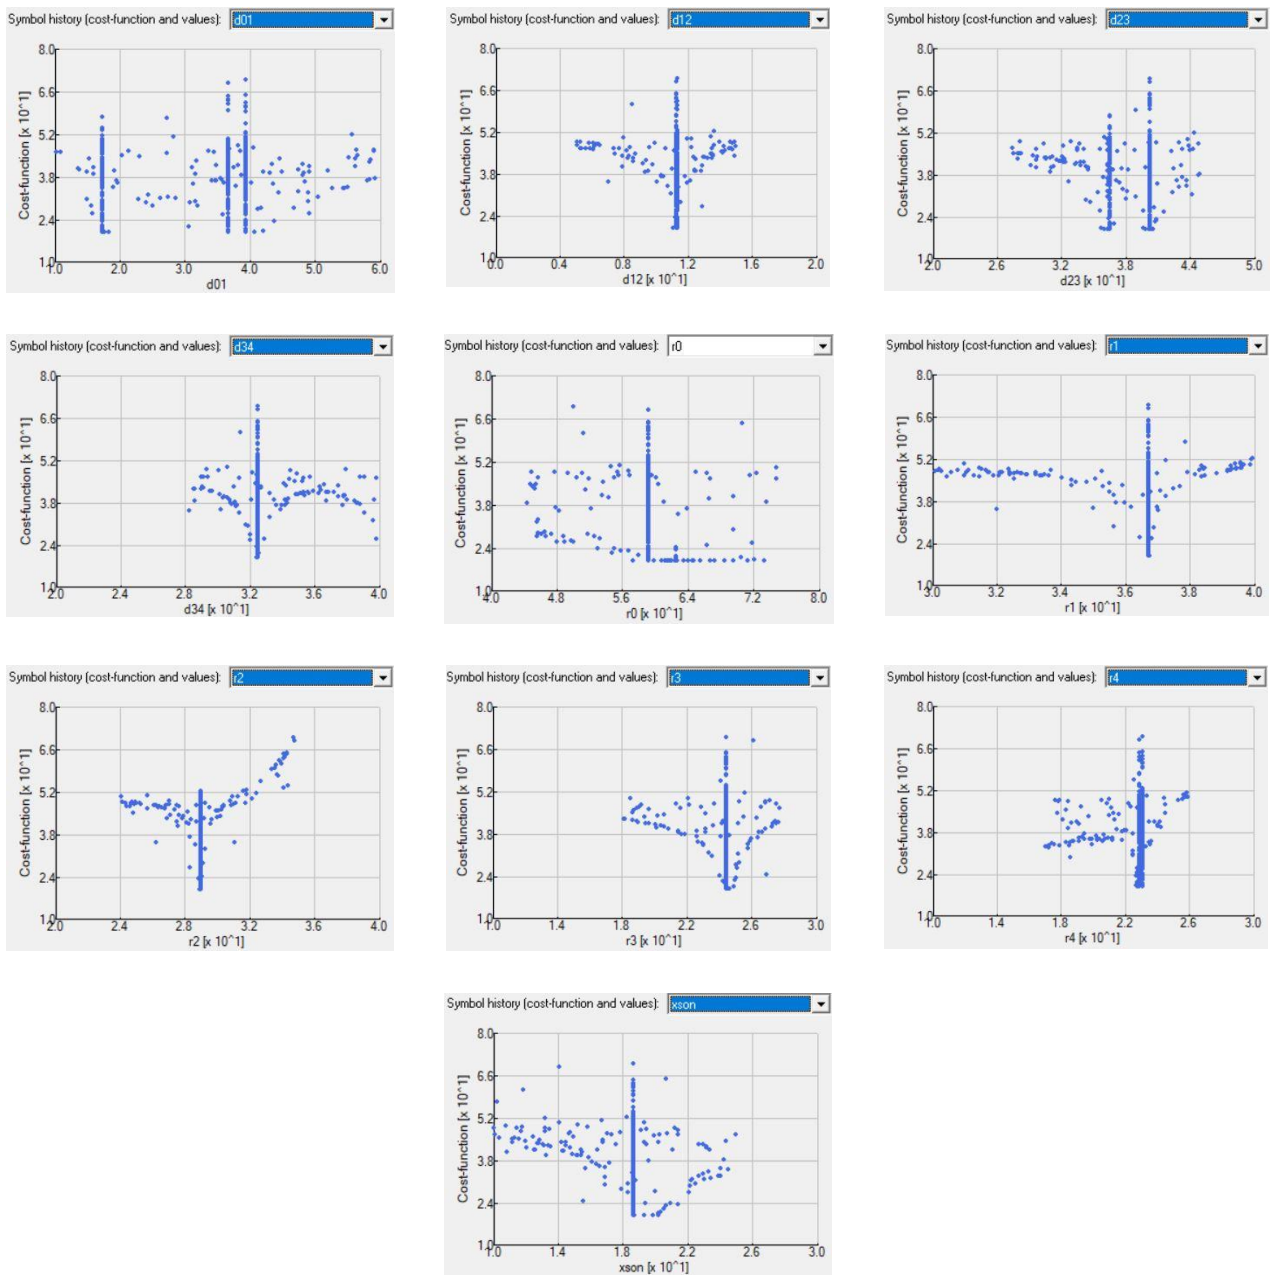 Symbol history (cost-function and values): d01
Cost-function [x 10^1]
8.0
6.6
5.2
3.8
2.4
1.0
1.0 2.0 3.0 4.0 5.0 6.0
d01
Symbol history (cost-function and values): d12
Cost-function [x 10^1]
8.0
6.6
5.2
3.8
2.4
1.0
0.0 0.4 0.8 1.2 1.6 2.0
d12 [x 10^1]
Symbol history (cost-function and values): d23
Cost-function [x 10^1]
8.0
6.6
5.2
3.8
2.4
1.0
2.0 2.6 3.2 3.8 4.4 5.0
d23 [x 10^1]
Symbol history (cost-function and values): d34
Cost-function [x 10^1]
8.0
6.6
5.2
3.8
2.4
1.0
2.0 2.4 2.8 3.2 3.6 4.0
d34 [x 10^1]
Symbol history (cost-function and values): r0
Cost-function [x 10^1]
8.0
6.6
5.2
3.8
2.4
1.0
4.0 4.8 5.6 6.4 7.2 8.0
r0 [x 10^1]
Symbol history (cost-function and values): r1
Cost-function [x 10^1]
8.0
6.6
5.2
3.8
2.4
1.0
3.0 3.2 3.4 3.6 3.8 4.0
r1 [x 10^1]
Symbol history (cost-function and values): r2
Cost-function [x 10^1]
8.0
6.6
5.2
3.8
2.4
1.0
2.0 2.4 2.8 3.2 3.6 4.0
r2 [x 10^1]
Symbol history (cost-function and values): r3
Cost-function [x 10^1]
8.0
6.6
5.2
3.8
2.4
1.0
1.0 1.4 1.8 2.2 2.6 3.0
r3 [x 10^1]
Symbol history (cost-function and values): r4
Cost-function [x 10^1]
8.0
6.6
5.2
3.8
2.4
1.0
1.0 1.4 1.8 2.2 2.6 3.0
r4 [x 10^1]
Symbol history (cost-function and values): xson
Cost-function [x 10^1]
8.0
6.6
5.2
3.8
2.4
1.0
1.0 1.4 1.8 2.2 2.6 3.0
xson [x 10^1]